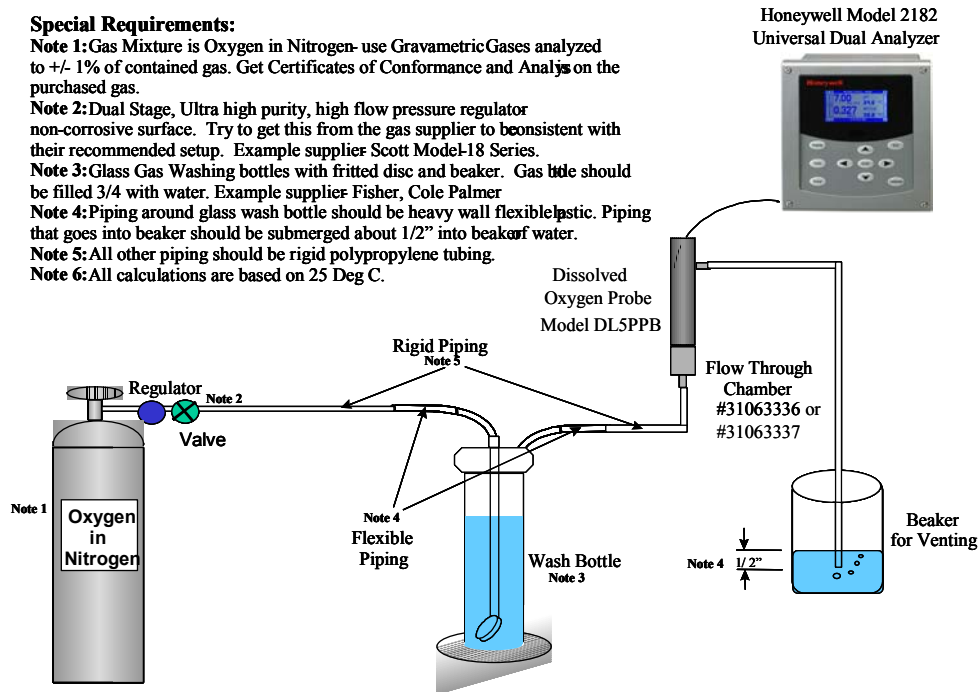 Special Requirements:
Note 1: Gas Mixture is Oxygen in Nitrogen- use Gravametric Gases analyzed
to +/- 1% of contained gas. Get Certificates of Conformance and Analysis on the
purchased gas.
Note 2: Dual Stage, Ultra high purity, high flow pressure regulator
non-corrosive surface. Try to get this from the gas supplier to be consistent with
their recommended setup. Example supplier- Scott Model-18 Series.
Note 3: Glass Gas Washing bottles with fritted disc and beaker. Gas bottle should
be filled 3/4 with water. Example supplier- Fisher, Cole Palmer
Note 4: Piping around glass wash bottle should be heavy wall flexible plastic. Piping
that goes into beaker should be submerged about 1/2” into beaker of water.
Note 5: All other piping should be rigid polypropylene tubing.
Note 6: All calculations are based on 25 Deg C.
Honeywell Model 2182
Universal Dual Analyzer
Honeywell
7.00
0.327
Dissolved
Oxygen Probe
Model DL5PPB
Rigid Piping
Note 5
Flow Through
Chamber
#31063336 or
#31063337
Regulator
Note 2
Valve
Note 1
Oxygen
in
Nitrogen
Note 4
Flexible
Piping
Wash Bottle
Note 3
Note 4
1/2”
Beaker
for Venting